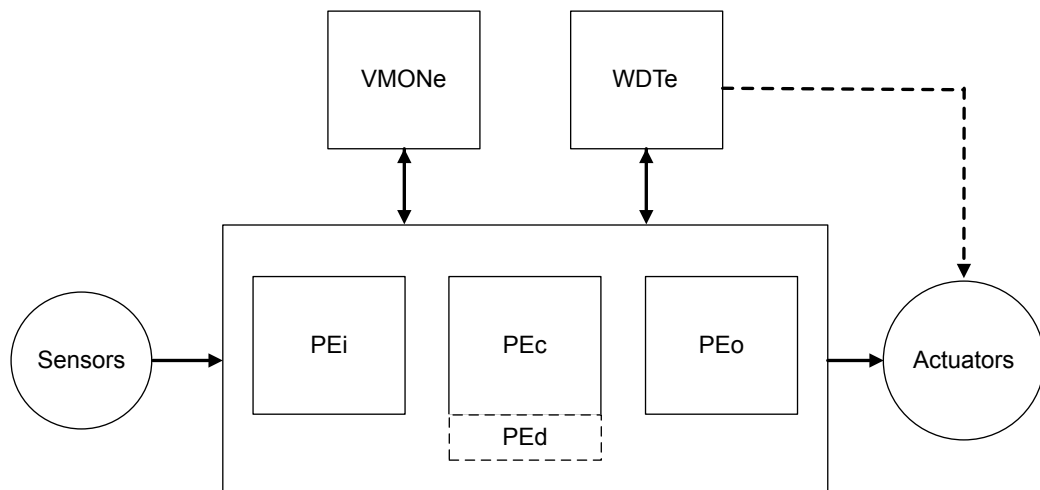 VMONe
WDTe
Sensors
PEi
PEc
PEo
Actuators
PEd